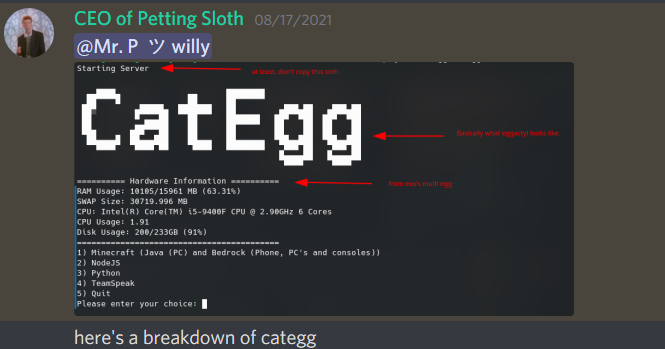 CEO of Petting Sloth 08/17/2021
@Mr. P ツ willy
Starting Server
at least, don't copy this smh
CatEgg
Basically what eggactyl looks like.
========== Hardware Information ==========
from eas's multi egg
RAM Usage: 10105/15961 MB (63.31%)
SWAP Size: 30719.996 MB
CPU: Intel(R) Core(TM) i5-9400F CPU @ 2.90GHz 6 Cores
CPU Usage: 1.91
Disk Usage: 200/233GB (91%)
==========================================
1) Minecraft (Java (PC) and Bedrock (Phone, PC's and consoles))
2) NodeJS
3) Python
4) TeamSpeak
5) Quit
Please enter your choice:
here's a breakdown of categg